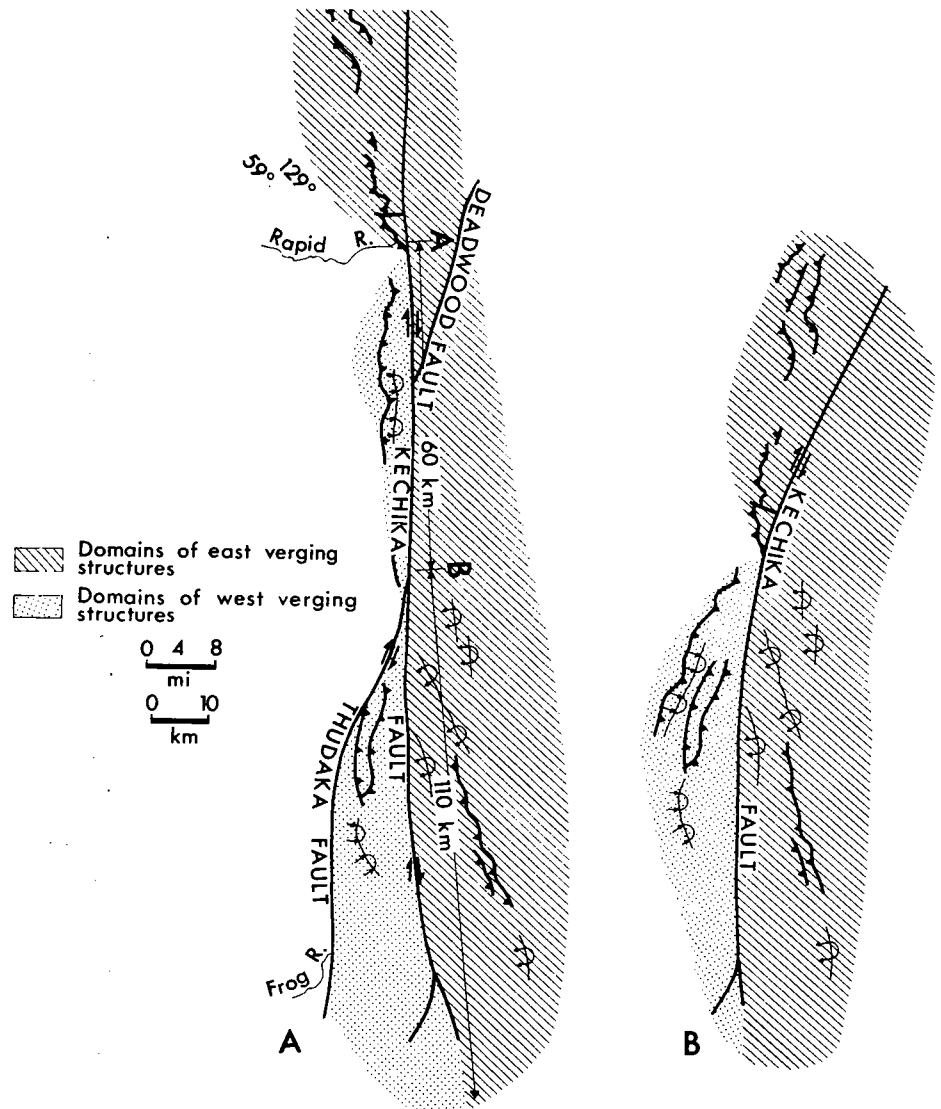 59° 129°
Rapid R.
A
DEADWOOD FAULT
60 km
KECHIKA
FAULT
B
110 km
THUDAKA FAULT
Frog R.
A
Domains of east verging
structures
Domains of west verging
structures
0 4 8
mi
0 10
km
KECHIKA
FAULT
B